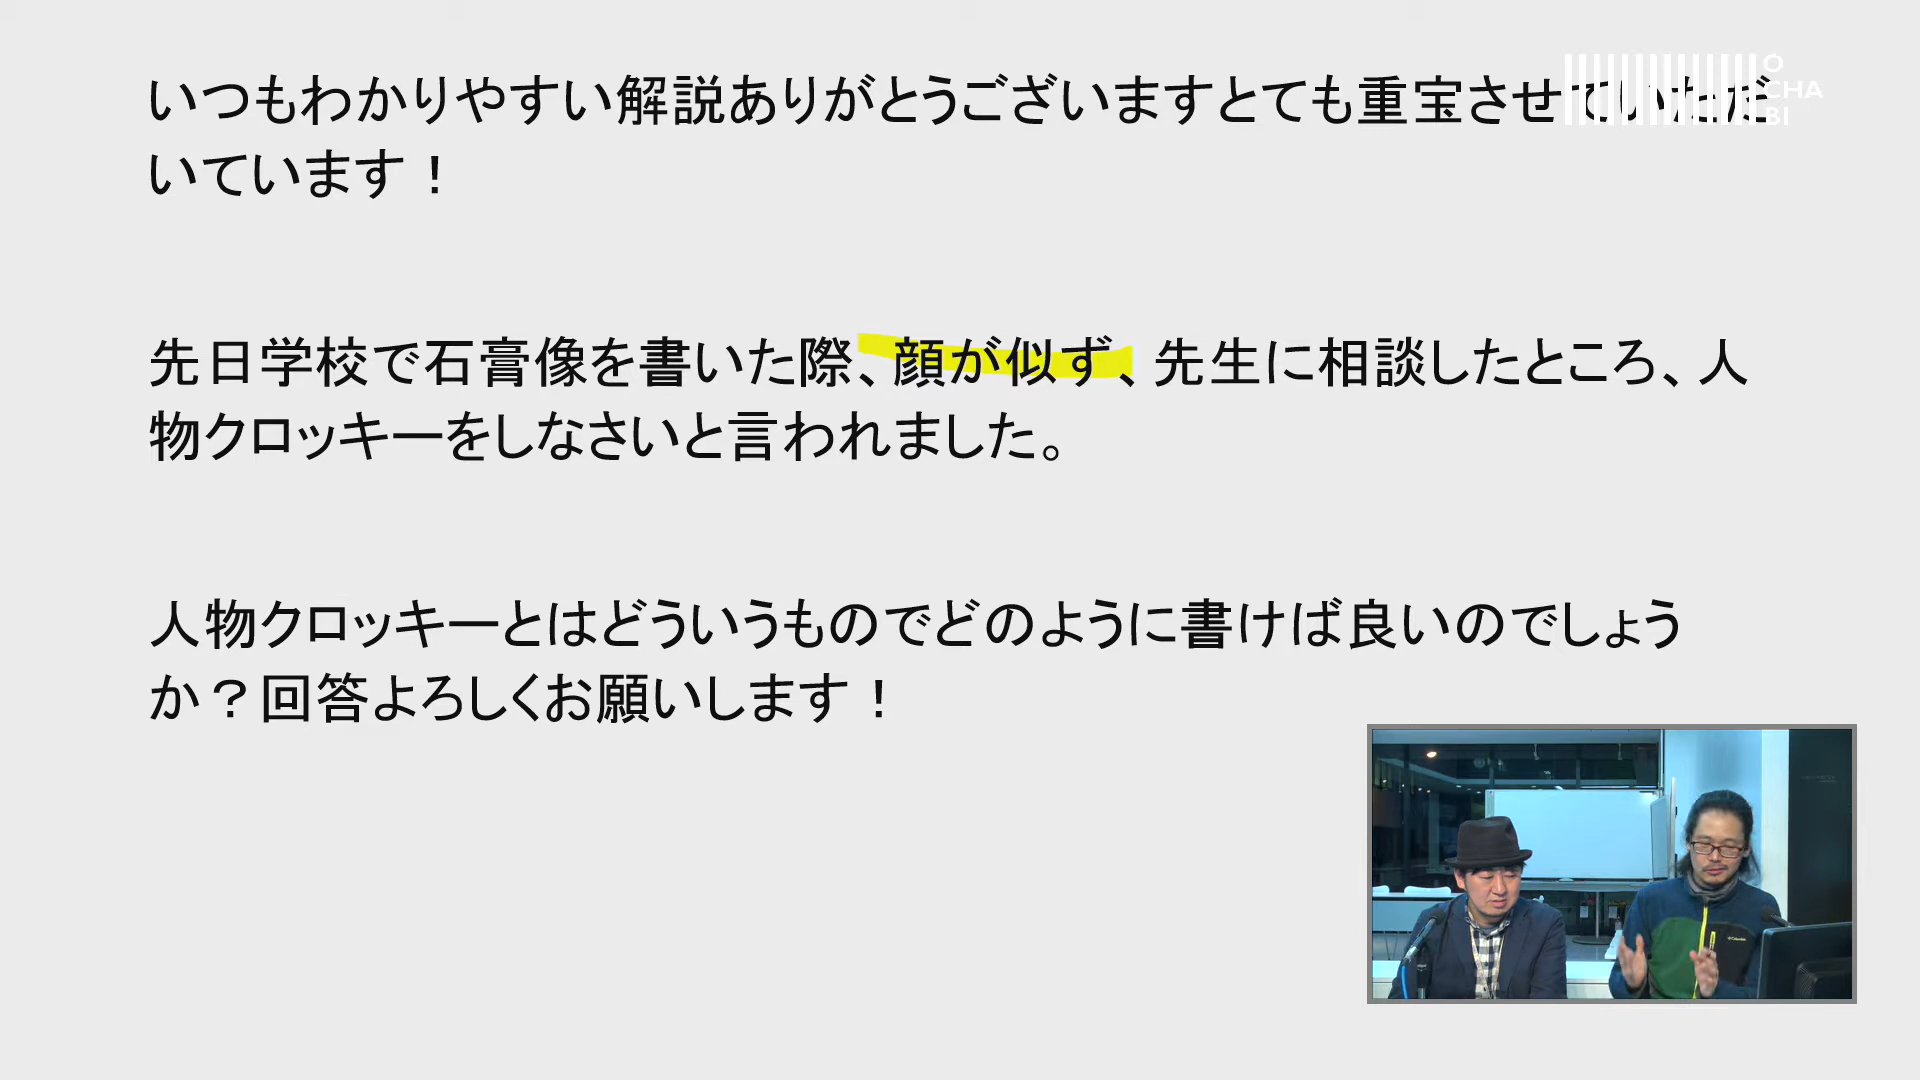 いつもわかりやすい解説ありがとうございますとても重宝させていただ
いています！
先日学校で石膏像を書いた際、顔が似ず、先生に相談したところ、人
物クロッキーをしなさいと言われました。
人物クロッキーとはどういうものでどのように書けば良いのでしょう
か？回答よろしくお願いします！
O
CHA
BI
Columbia